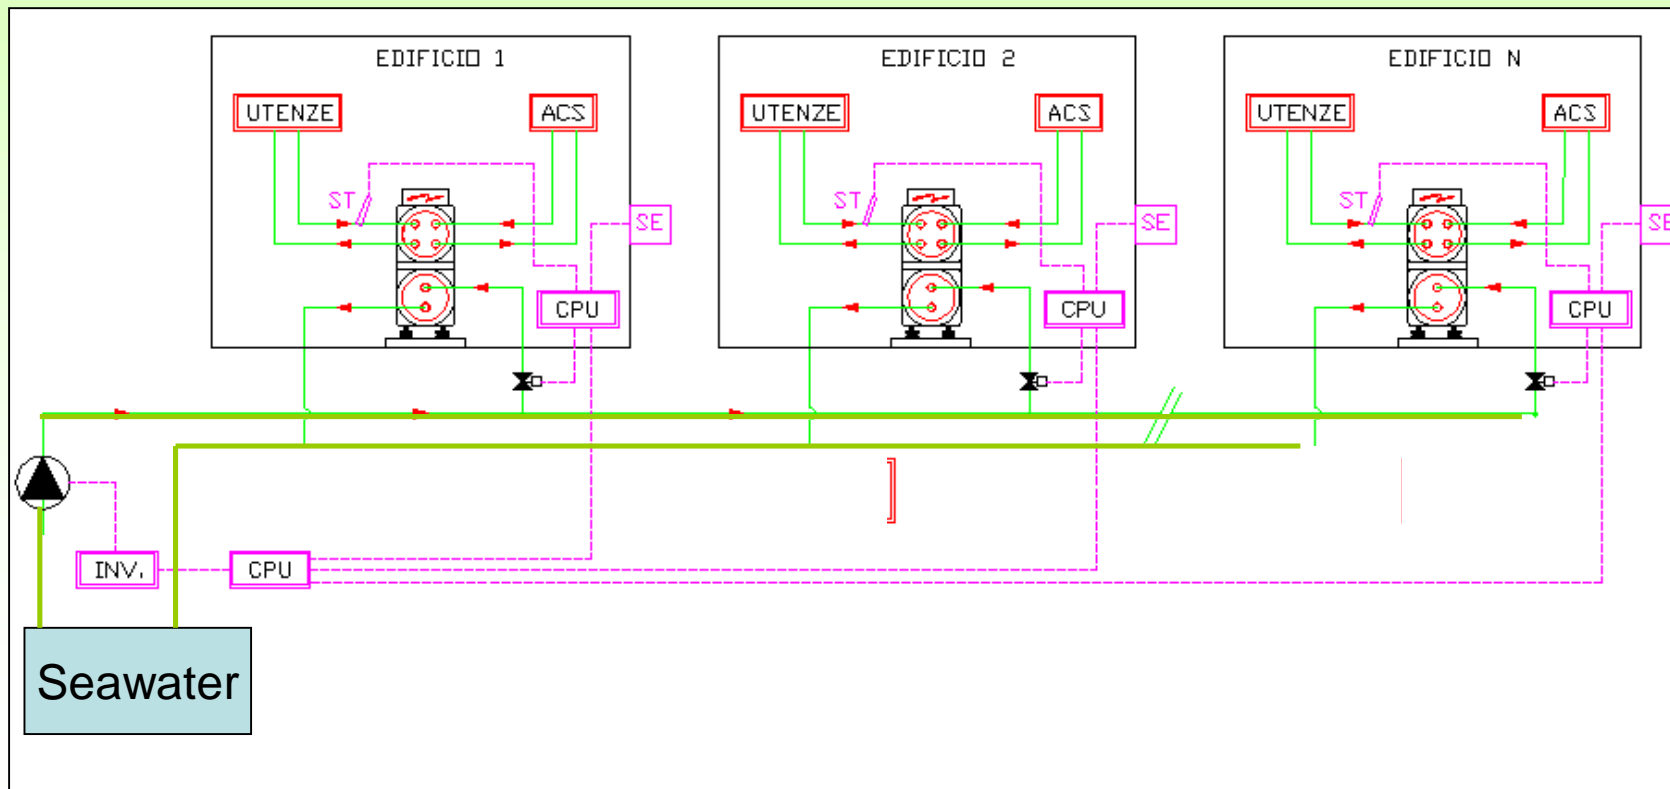 EDIFICIO 1
EDIFICIO 2
EDIFICIO N
UTENZE
ACS
UTENZE
ACS
UTENZE
ACS
ST
SE
ST
SE
ST
SE
CPU
CPU
CPU
INV.
CPU
Seawater